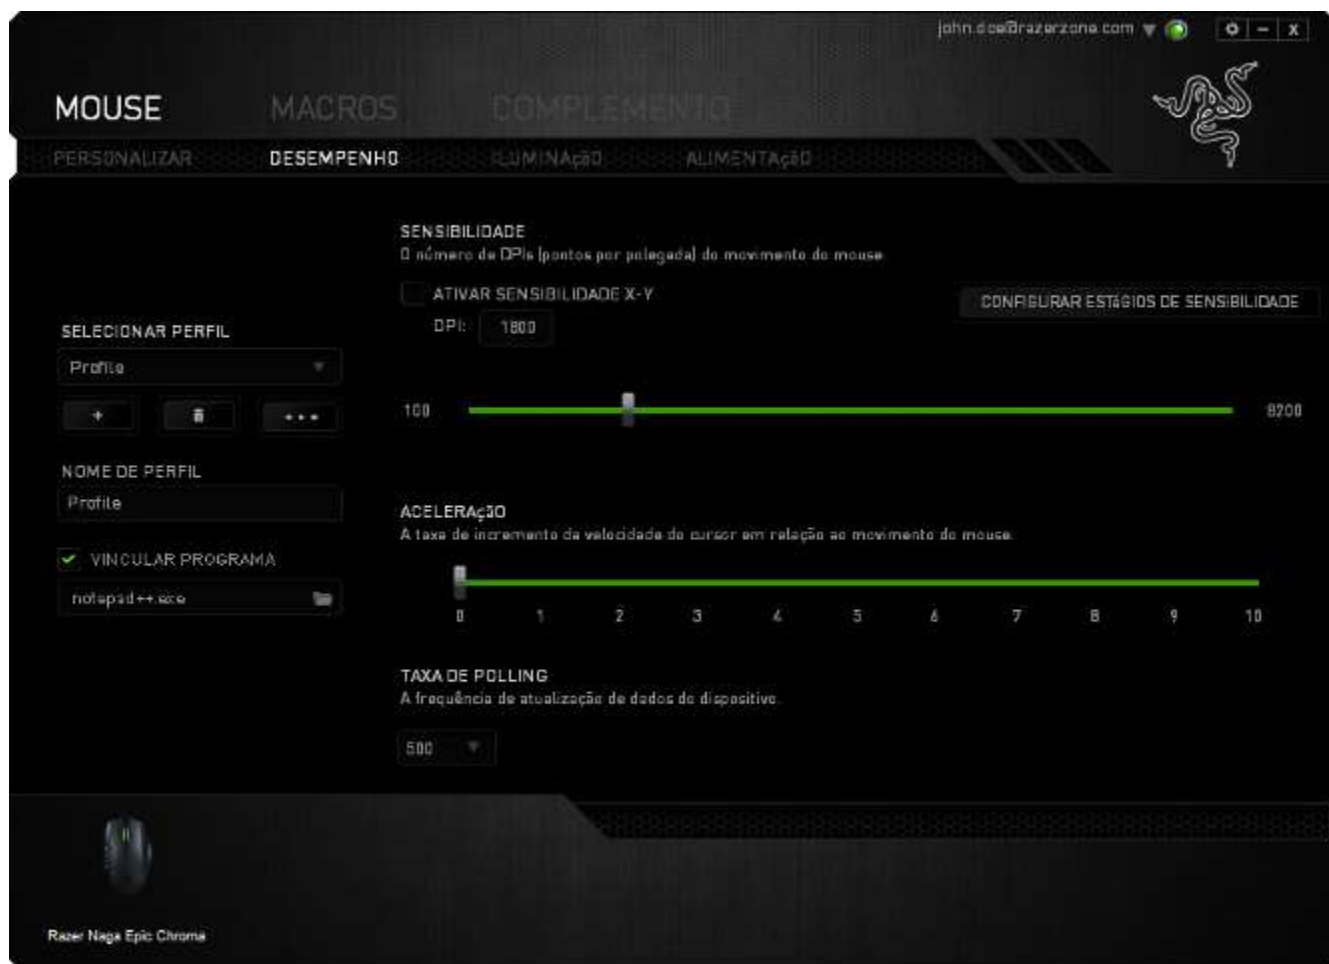 john.doe@razerzone.com
MOUSE MACROS COMPLEMENTO
PERSONALIZAR DESEMPENHO ILUMINAçãO ALIMENTAçãO
SENSIBILIDADE
O número de DPIs (pontos por polegada) do movimento do mouse.
ATIVAR SENSIBILIDADE X-Y
CONFIGURAR ESTáGIOS DE SENSIBILIDADE
DPI: 1800
SELECIONAR PERFIL
Profile
100 8200
NOME DE PERFIL
Profile
ACELERAçãO
A taxa de incremento da velocidade do cursor em relação ao movimento do mouse.
VINCULAR PROGRAMA
notepad++.exe
0 1 2 3 4 5 6 7 8 9 10
TAXA DE POLLING
A frequência de atualização de dados do dispositivo.
500
Razer Naga Epic Chroma